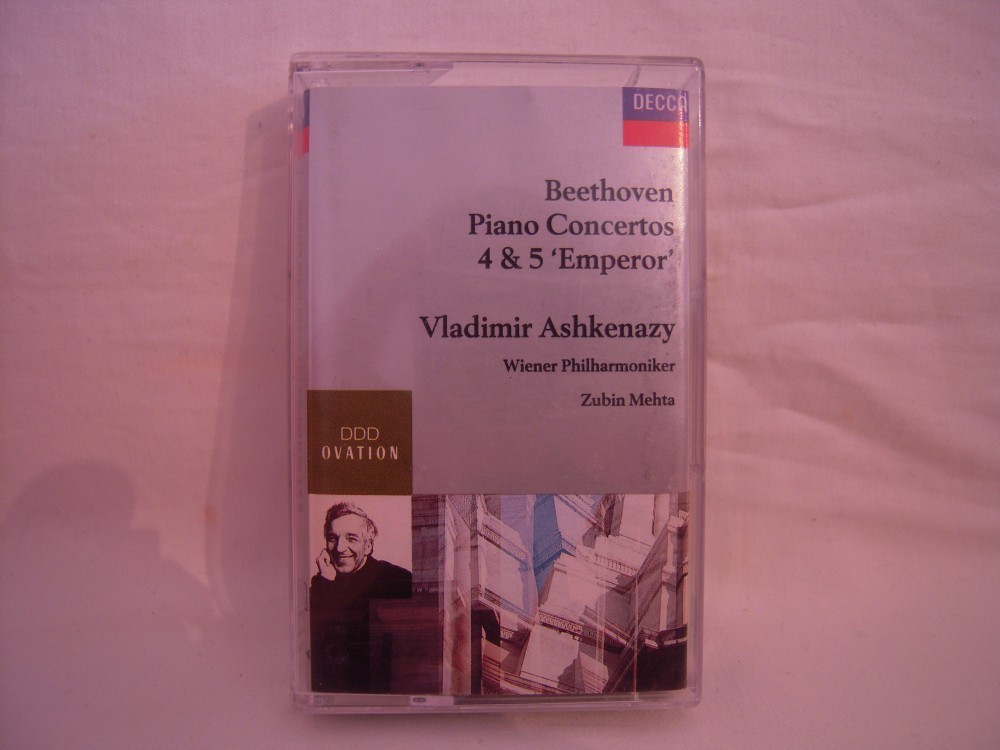 DECCA
Beethoven
Piano Concertos
4 & 5 ‘Emperor’
Vladimir Ashkenazy
Wiener Philharmoniker
Zubin Mehta
DDD
OVATION